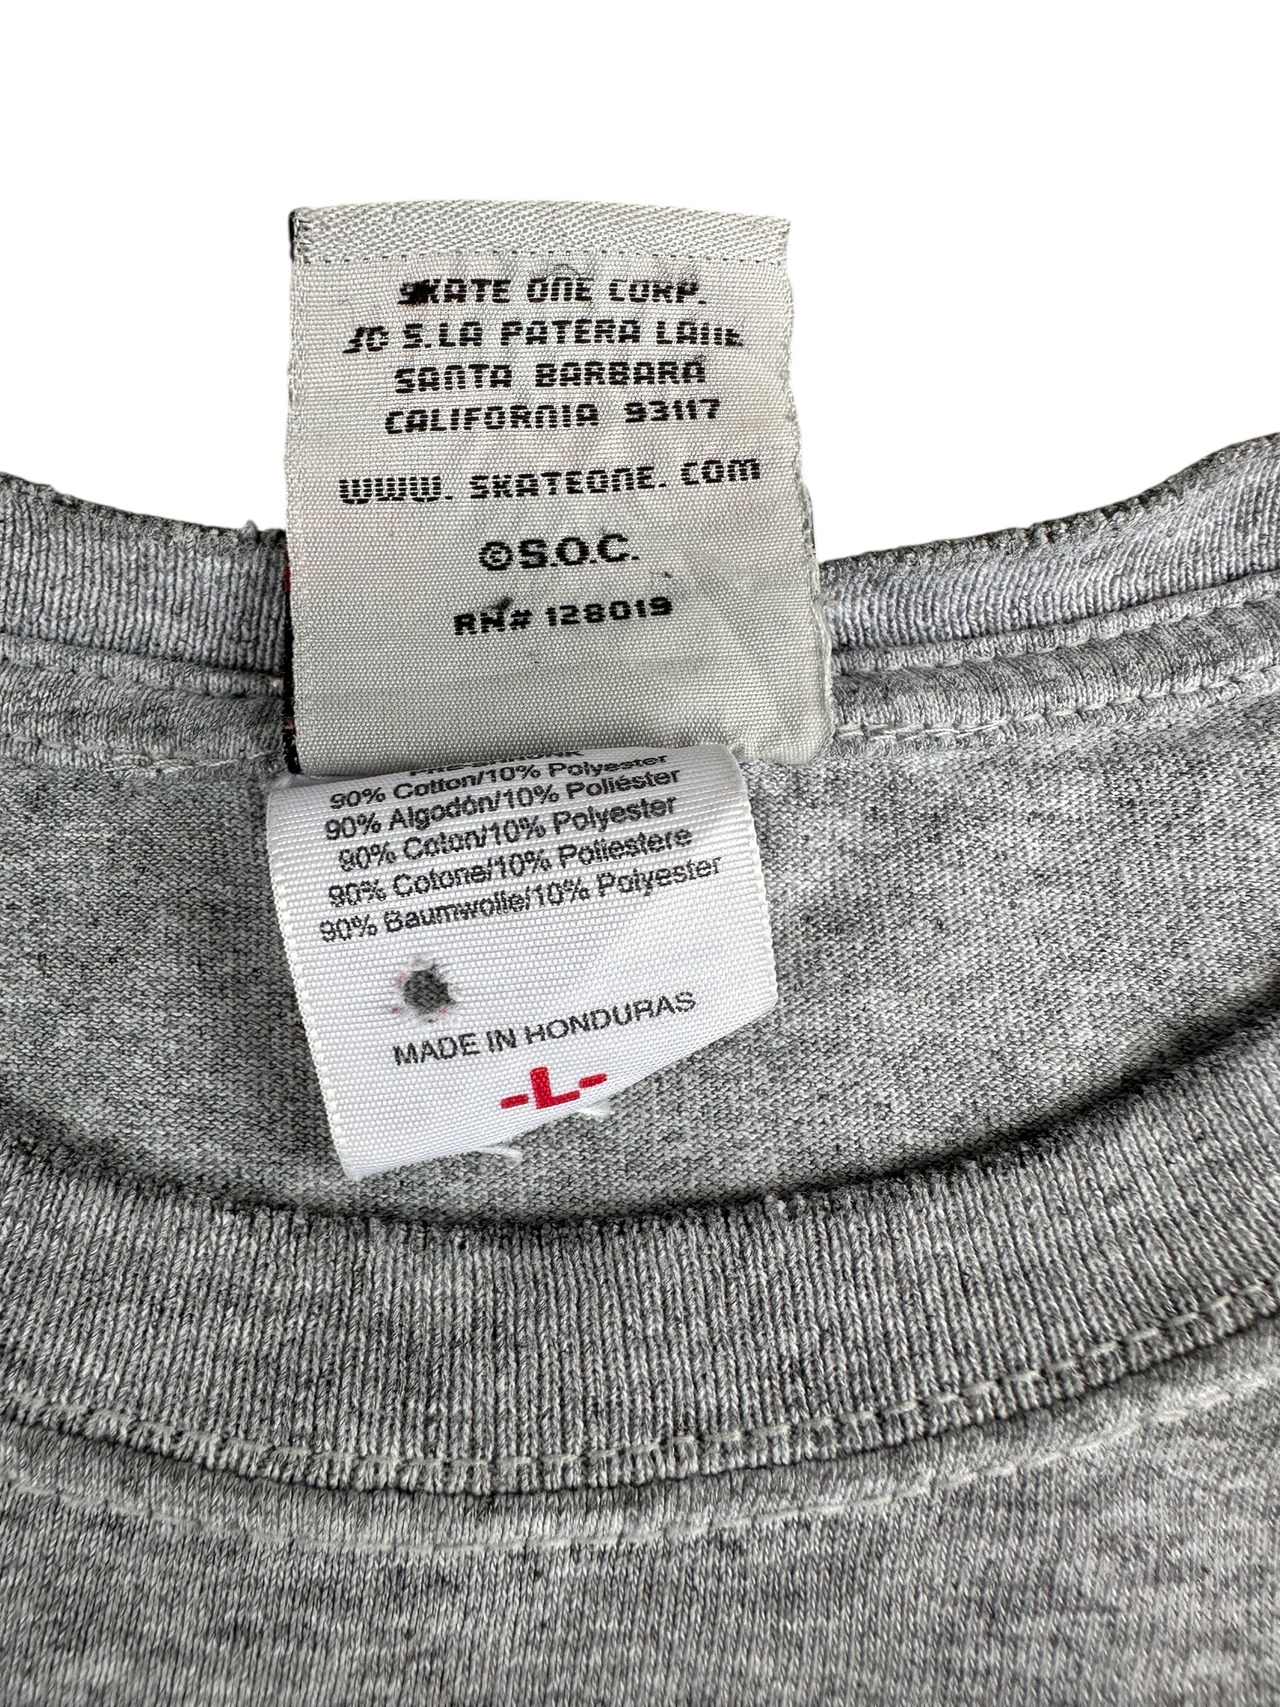 SKATE ONE CORP.
30 S. LA PATERA LANE
SANTA BARBARA
CALIFORNIA 93117
WWW. SKATEONE. COM
©S.O.C.
RN# 128019
90% Cotton/10% Polyester
90% Algodón/10% Poliéster
90% Coton/10% Polyester
90% Cotone/10% Poliestere
90% Baumwolle/10% Polyester
MADE IN HONDURAS
-L-